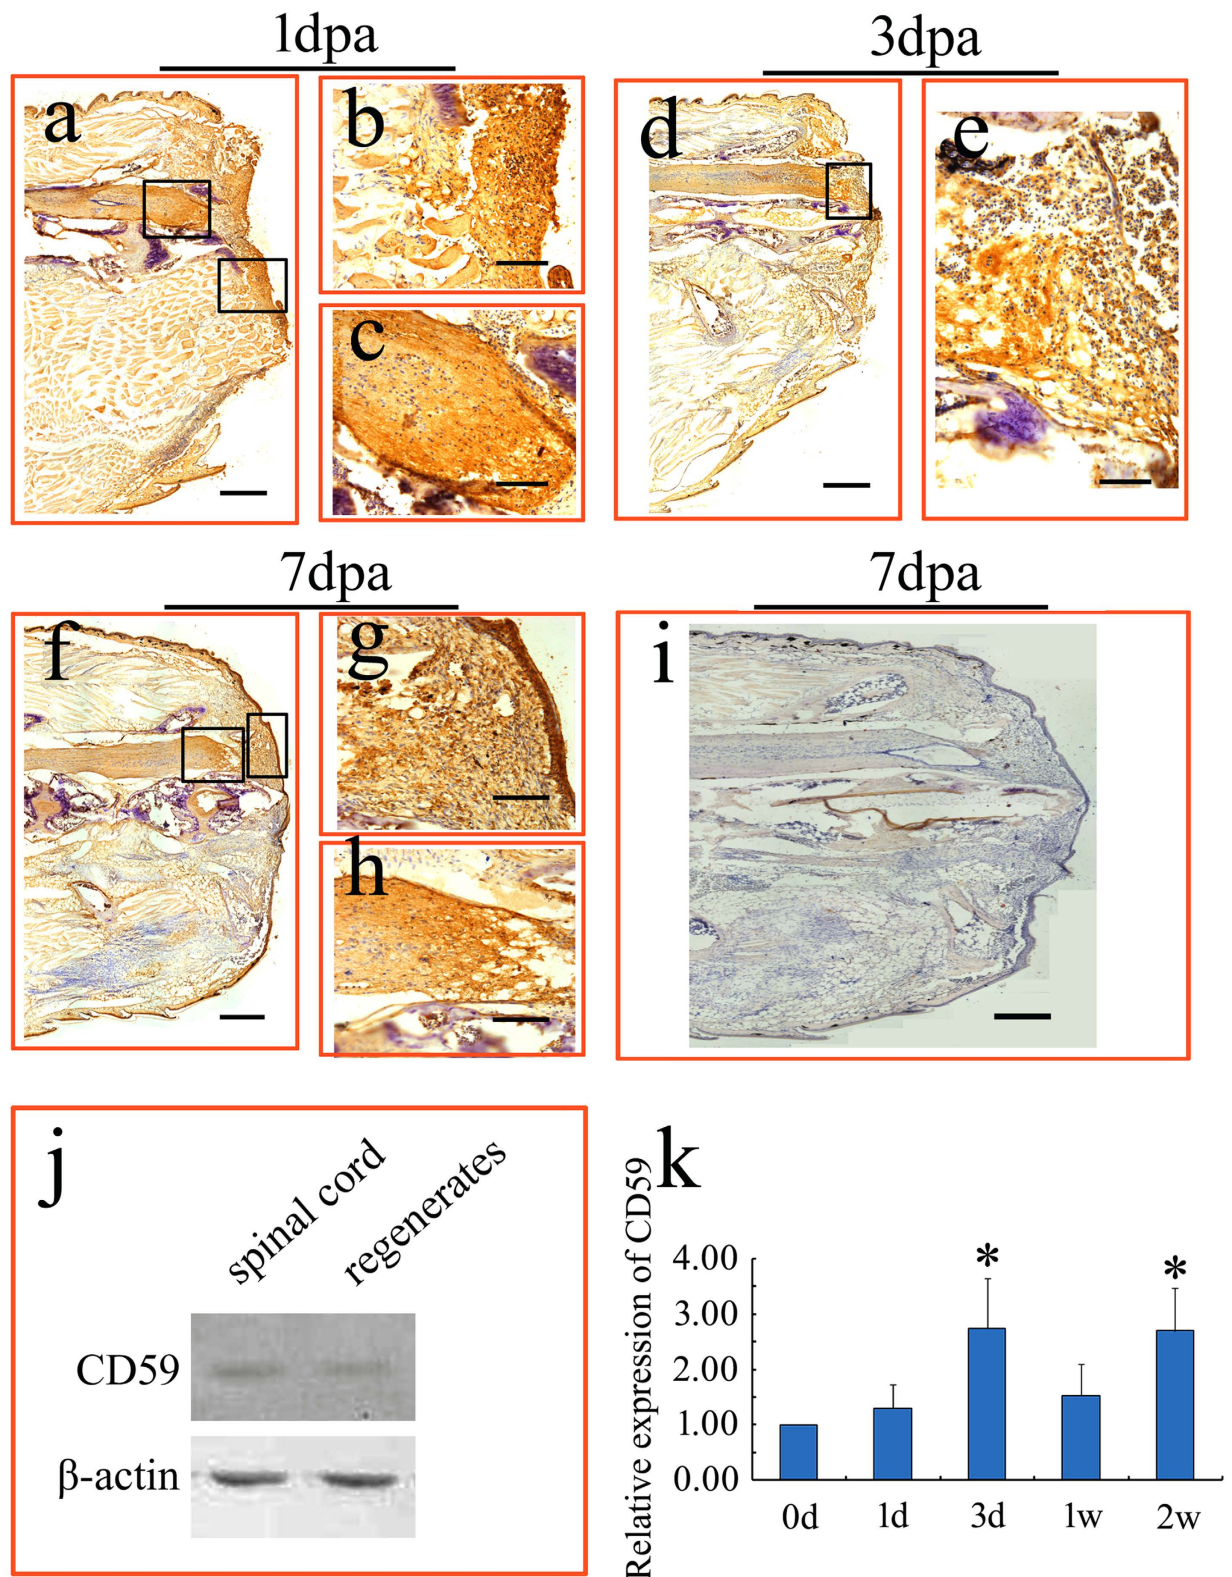 1dpa
3dpa
a
b
c
d
e
7dpa
7dpa
f
g
h
i
j
spinal cord
regenerates
CD59
β-actin
k
Relative expression of CD59
4.00
3.00
2.00
1.00
0.00
*
*
0d 1d 3d 1w 2w